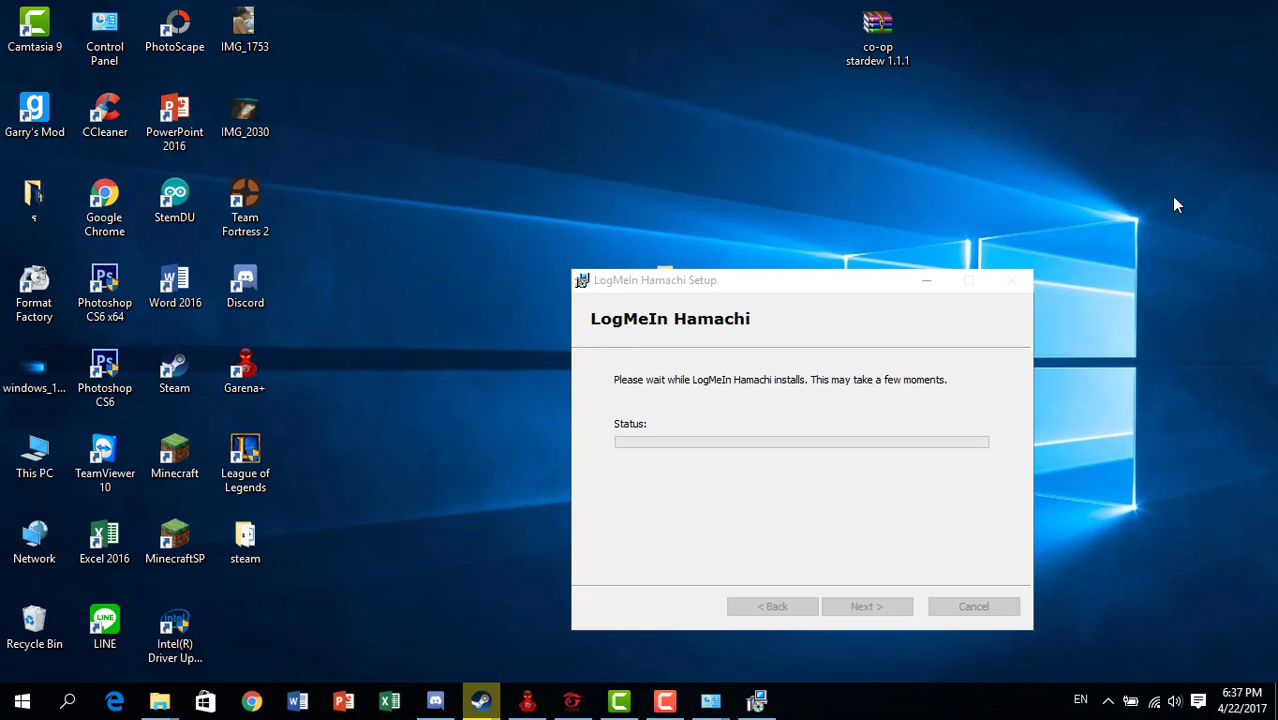 Camtasia 9
Control
Panel
PhotoScape
IMG_1753
co-op
stardew 1.1.1
Garry's Mod
CCleaner
PowerPoint
2016
IMG_2030
Google
Chrome
StemDU
Team
Fortress 2
Format
Factory
Photoshop
CS6 x64
Word 2016
Discord
windows_1...
Photoshop
CS6
Steam
Garena+
This PC
TeamViewer
10
Minecraft
League of
Legends
Network
Excel 2016
MinecraftSP
steam
Recycle Bin
LINE
Intel(R)
Driver Up...
LogMeIn Hamachi Setup
LogMeIn Hamachi
Please wait while LogMeIn Hamachi installs. This may take a few moments.
Status:
< Back
Next >
Cancel
EN
6:37 PM
4/22/2017